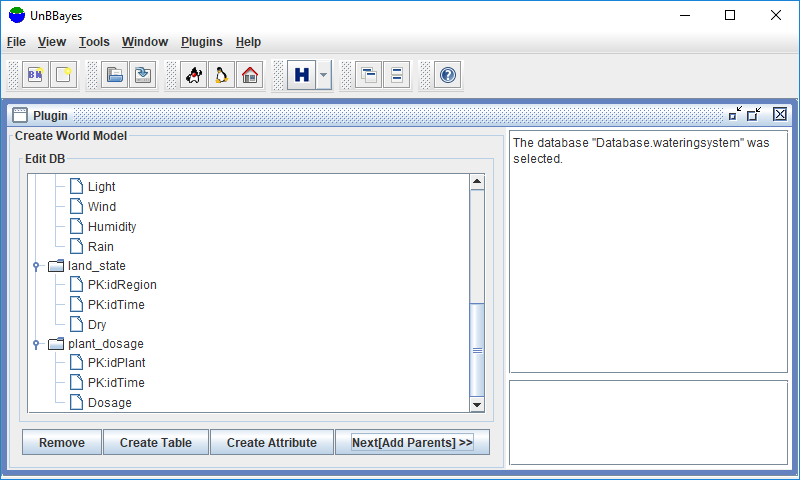 UnBBayes
File View Tools Window Plugins Help
BN
H
Plugin
Create World Model
Edit DB
The database "Database.wateringsystem" was
selected.
Light
Wind
Humidity
Rain
land_state
PK:idRegion
PK:idTime
Dry
plant_dosage
PK:idPlant
PK:idTime
Dosage
Remove Create Table Create Attribute Next[Add Parents] >>